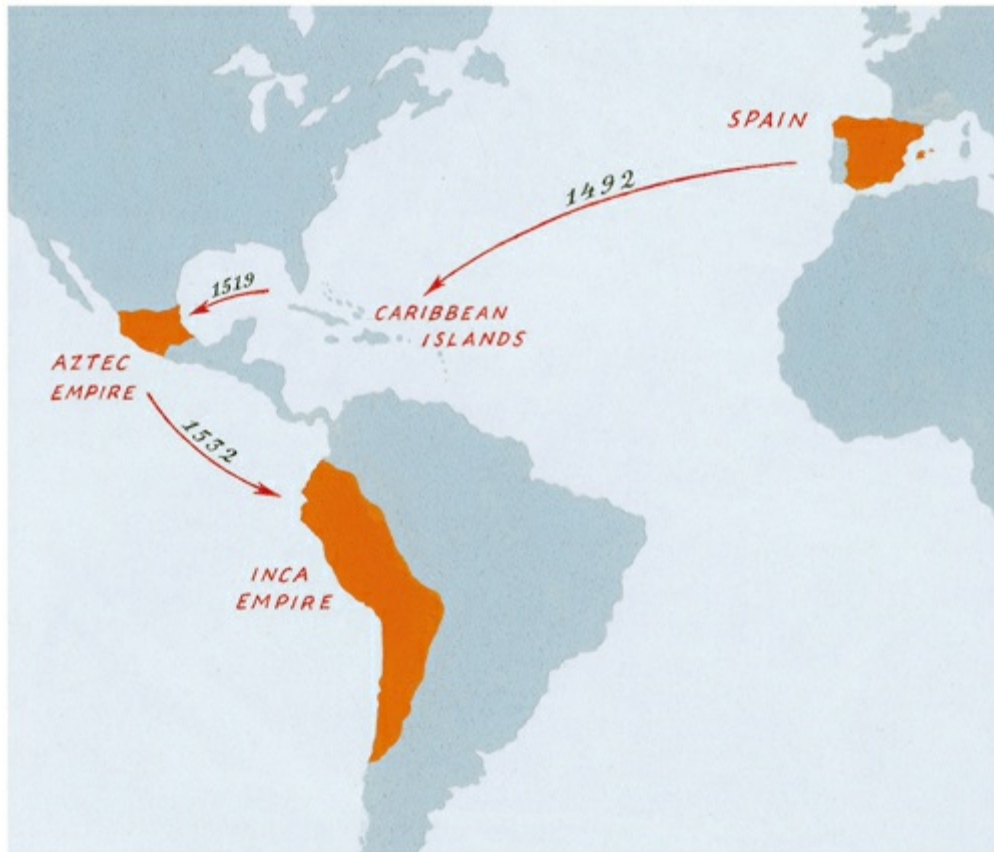 SPAIN
1492
1519
CARIBBEAN
ISLANDS
AZTEC
EMPIRE
1532
INCA
EMPIRE